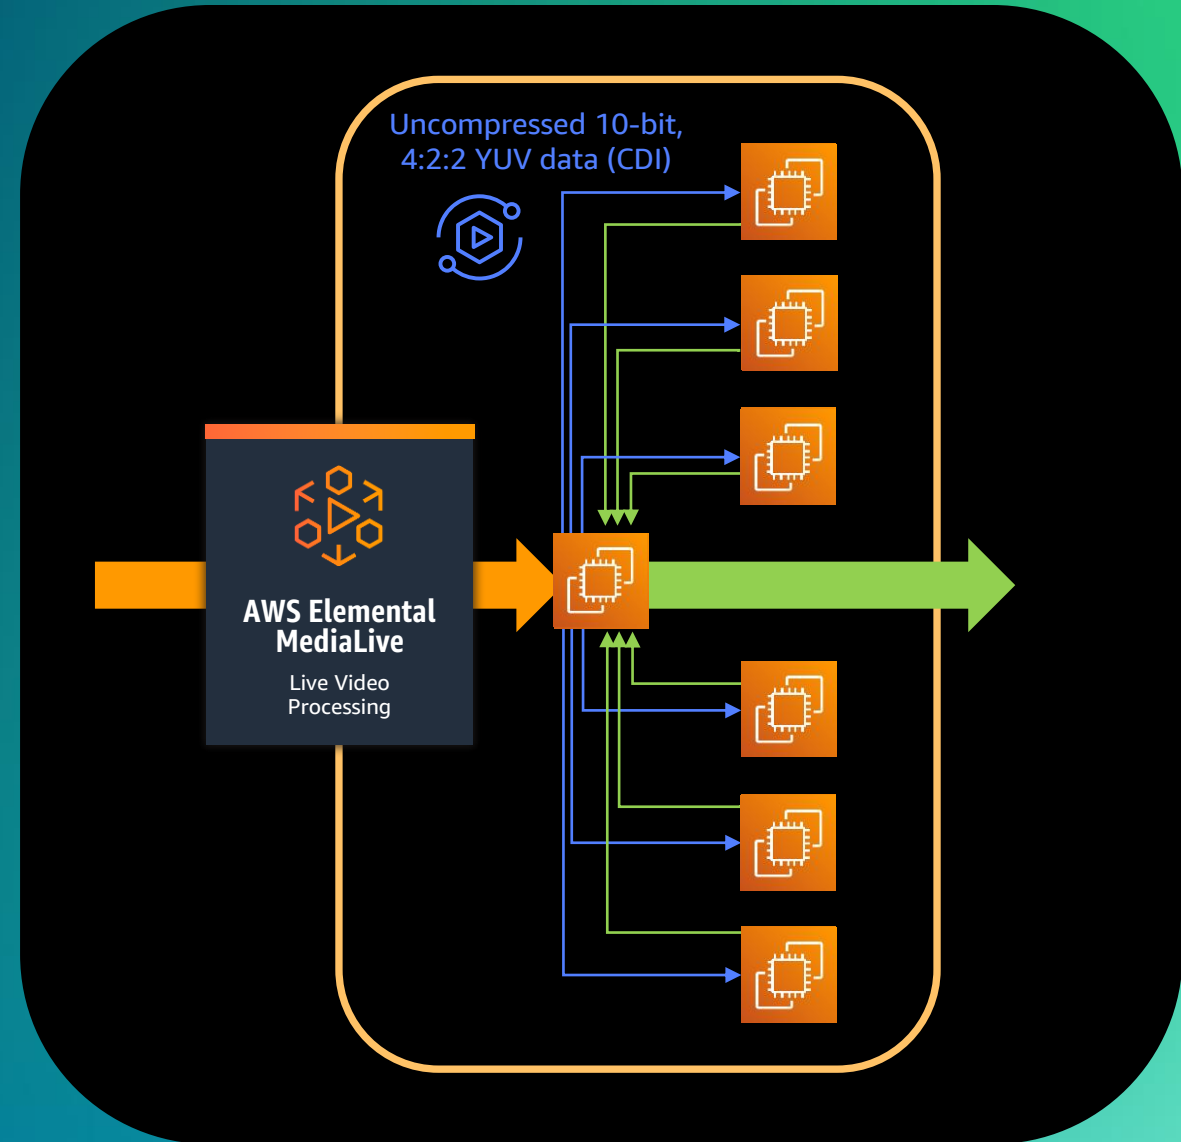 Uncompressed 10-bit,
4:2:2 YUV data (CDI)
AWS Elemental
MediaLive
Live Video
Processing